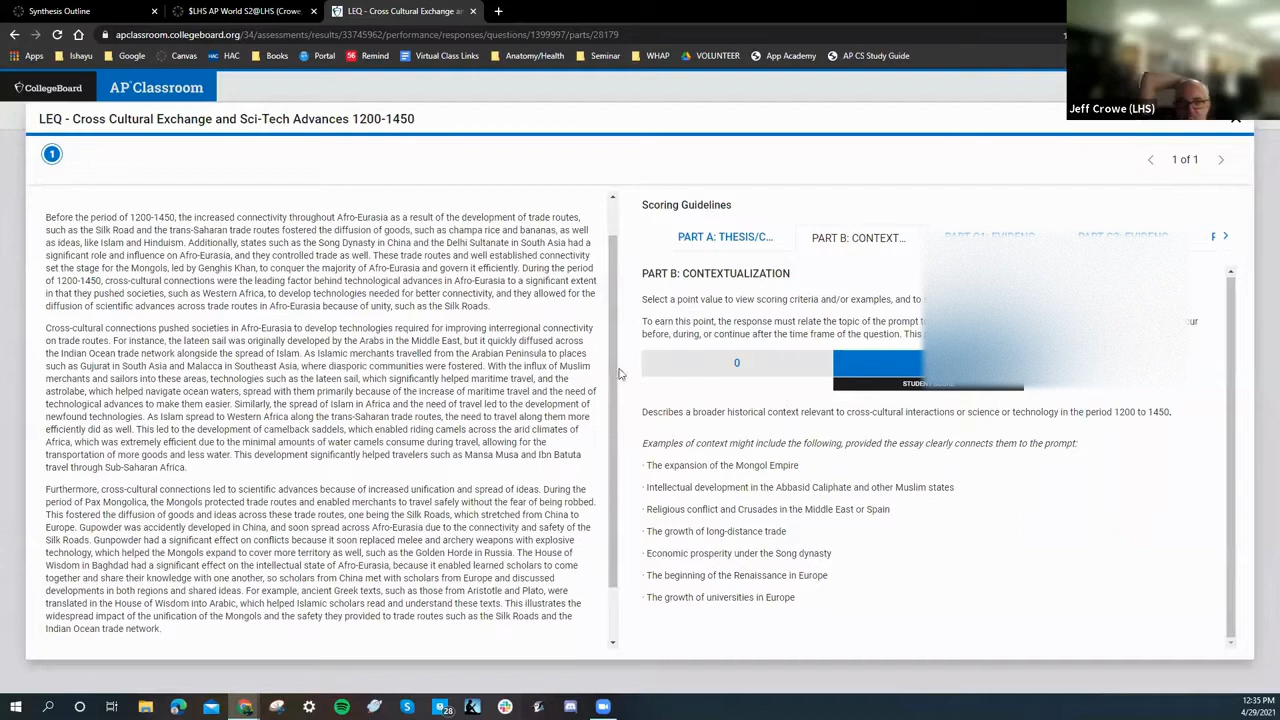 Synthesis Outline
$LHS AP World S2@LHS (Crowe,
LEQ - Cross Cultural Exchange an
apclassroom.collegeboard.org/34/assessments/results/33745962/performance/responses/questions/1399997/parts/28179
Apps Ishayu Google Canvas HAC Books Potal Remind Virtual Class Links Anatomy/Health Seminar WHAP VOLUNTEER App Academy AP CS Study Guide
Jeff Crowe (LHS)
CollegeBoard AP Classroom
LEQ - Cross Cultural Exchange and Sci-Tech Advances 1200-1450
1
1 of 1
Before the period of 1200-1450, the increased connectivity throughout Afro-Eurasia as a result of the development of trade routes,
such as the Silk Road and the trans-Saharan trade routes fostered the diffusion of goods, such as champa rice and bananas, as well
as ideas, like Islam and Hinduism. Additionally, states such as the Song Dynasty in China and the Delhi Sultanate in South Asia had a
significant role and influence on Afro-Eurasia, and they controlled trade as well. These trade routes and well established connectivity
set the stage for the Mongols, led by Genghis Khan, to conquer the majority of Afro-Eurasia and govern it efficiently. During the period
of 1200-1450, cross-cultural connections were the leading factor behind technological advances in Afro-Eurasia to a significant extent
in that they pushed societies, such as Western Africa, to develop technologies needed for better connectivity, and they allowed for the
diffusion of scientific advances across trade routes in Afro-Eurasia because of unity, such as the Silk Roads.
Cross-cultural connections pushed societies in Afro-Eurasia to develop technologies required for improving interregional connectivity
on trade routes. For instance, the lateen sail was originally developed by the Arabs in the Middle East, but it quickly diffused across
the Indian Ocean trade network alongside the spread of Islam. As Islamic merchants travelled from the Arabian Peninsula to places
such as Gujurat in South Asia and Malacca in Southeast Asia, where diasporic communities were fostered. With the influx of Muslim
merchants and sailors into these areas, technologies such as the lateen sail, which significantly helped maritime travel, and the
astrolabe, which helped navigate ocean waters, spread with them primarily because of the increase of maritime travel and the need of
technological advances to make them easier. Similarly, the spread of Islam in Africa and the need of travel led to the development of
newfound technologies. As Islam spread to Western Africa along the trans-Saharan trade routes, the need to travel along them more
efficiently did as well. This led to the development of camelback saddels, which enabled riding camels across the arid climates of
Africa, which was extremely efficient due to the minimal amounts of water camels consume during travel, allowing for the
transportation of more goods and less water. This development significantly helped travelers such as Mansa Musa and Ibn Batuta
travel through Sub-Saharan Africa.
Furthermore, cross-cultural connections led to scientific advances because of increased unification and spread of ideas. During the
period of Pax Mongolica, the Mongols protected trade routes and enabled merchants to travel safely without the fear of being robbed.
This fostered the diffusion of goods and ideas across these trade routes, one being the Silk Roads, which stretched from China to
Europe. Gupowder was accidently developed in China, and soon spread across Afro-Eurasia due to the connectivity and safety of the
Silk Roads. Gunpowder had a significant effect on conflicts because it soon replaced melee and archery weapons with explosive
technology, which helped the Mongols expand to cover more territory as well, such as the Golden Horde in Russia. The House of
Wisdom in Baghdad had a significant effect on the intellectual state of Afro-Eurasia, because it enabled learned scholars to come
together and share their knowledge with one another, so scholars from China met with scholars from Europe and discussed
developments in both regions and shared ideas. For example, ancient Greek texts, such as those from Aristotle and Plato, were
translated in the House of Wisdom into Arabic, which helped Islamic scholars read and understand these texts. This illustrates the
widespread impact of the unification of the Mongols and the safety they provided to trade routes such as the Silk Roads and the
Indian Ocean trade network.
Scoring Guidelines
PART A: THESIS/C... PART B: CONTEXT...
PART B: CONTEXTUALIZATION
Select a point value to view scoring criteria and/or examples, and to
To earn this point, the response must relate the topic of the prompt
before, during, or continue after the time frame of the question. This
0
Describes a broader historical context relevant to cross-cultural interactions or science or technology in the period 1200 to 1450.
Examples of context might include the following, provided the essay clearly connects them to the prompt:
· The expansion of the Mongol Empire
· Intellectual development in the Abbasid Caliphate and other Muslim states
· Religious conflict and Crusades in the Middle East or Spain
· The growth of long-distance trade
· Economic prosperity under the Song dynasty
· The beginning of the Renaissance in Europe
· The growth of universities in Europe
28
12:35 PM
4/29/2021